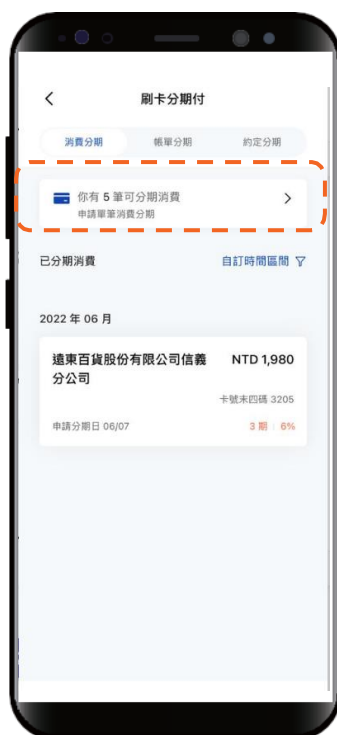 刷卡分期付
消費分期 帳單分期 約定分期
你有 5 筆可分期消費
申請單筆消費分期
已分期消費 自訂時間區間
2022 年 06 月
遠東百貨股份有限公司信義 NTD 1,980
分公司
卡號末四碼 3205
申請分期日 06/07 3 期 | 6%